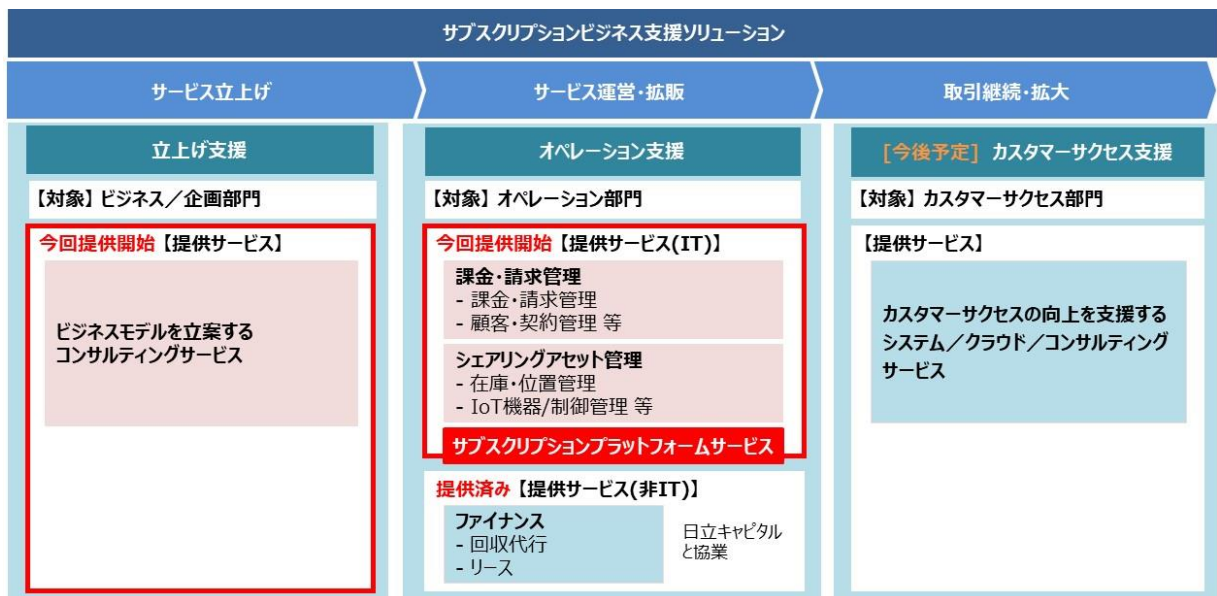 サブスクリプションビジネス支援ソリューション
サービス立上げ
サービス運営・拡販
取引継続・拡大
立上げ支援
【対象】ビジネス／企画部門
今回提供開始【提供サービス】
ビジネスモデルを立案する
コンサルティングサービス
オペレーション支援
【対象】オペレーション部門
今回提供開始【提供サービス(IT)】
課金・請求管理
- 課金・請求管理
- 顧客・契約管理 等
シェアリングアセット管理
- 在庫・位置管理
- IoT機器/制御管理 等
サブスクリプションプラットフォームサービス
提供済み【提供サービス(非IT)】
ファイナンス
- 回収代行
- リース
日立キャピタル
と協業
[今後予定] カスタマーサクセス支援
【対象】カスタマーサクセス部門
【提供サービス】
カスタマーサクセスの向上を支援する
システム／クラウド／コンサルティング
サービス